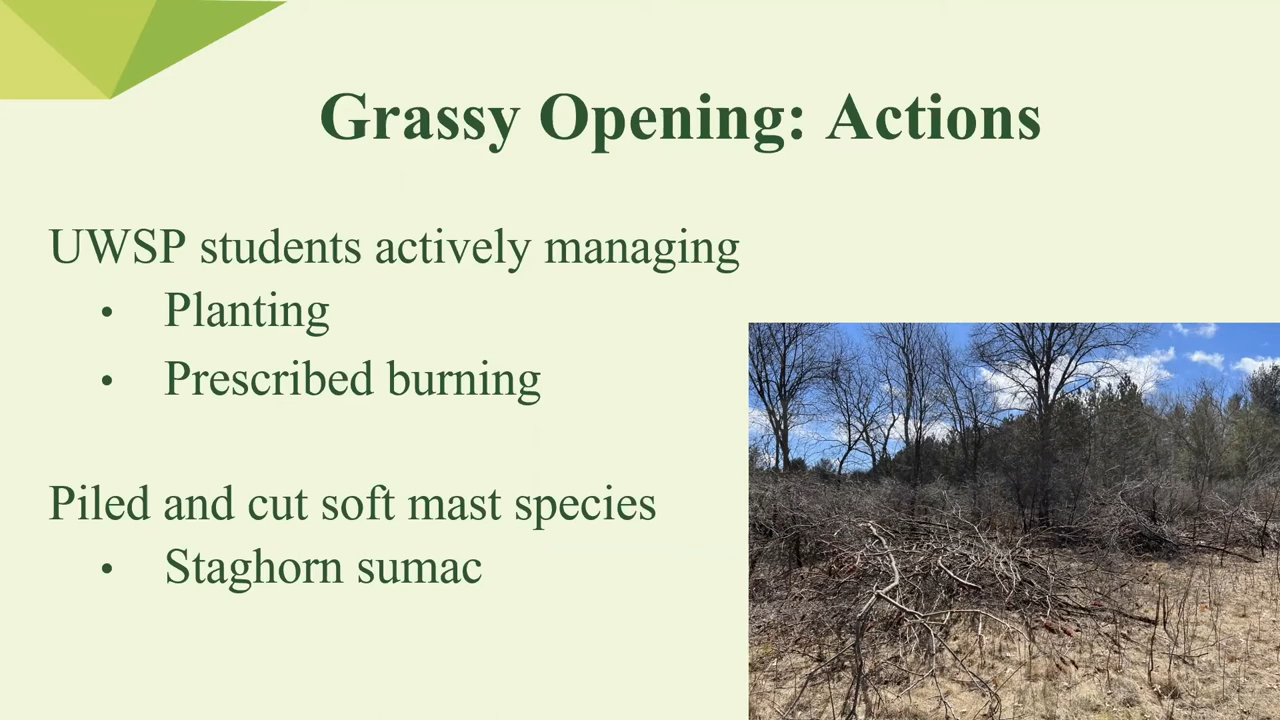 Grassy Opening: Actions
UWSP students actively managing
• Planting
• Prescribed burning
Piled and cut soft mast species
• Staghorn sumac